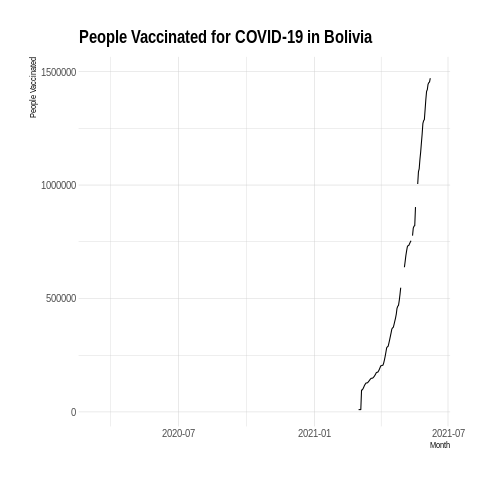 People Vaccinated for COVID-19 in Bolivia
People Vaccinated
1500000
1000000
500000
0
2020-07
2021-01
2021-07
Month